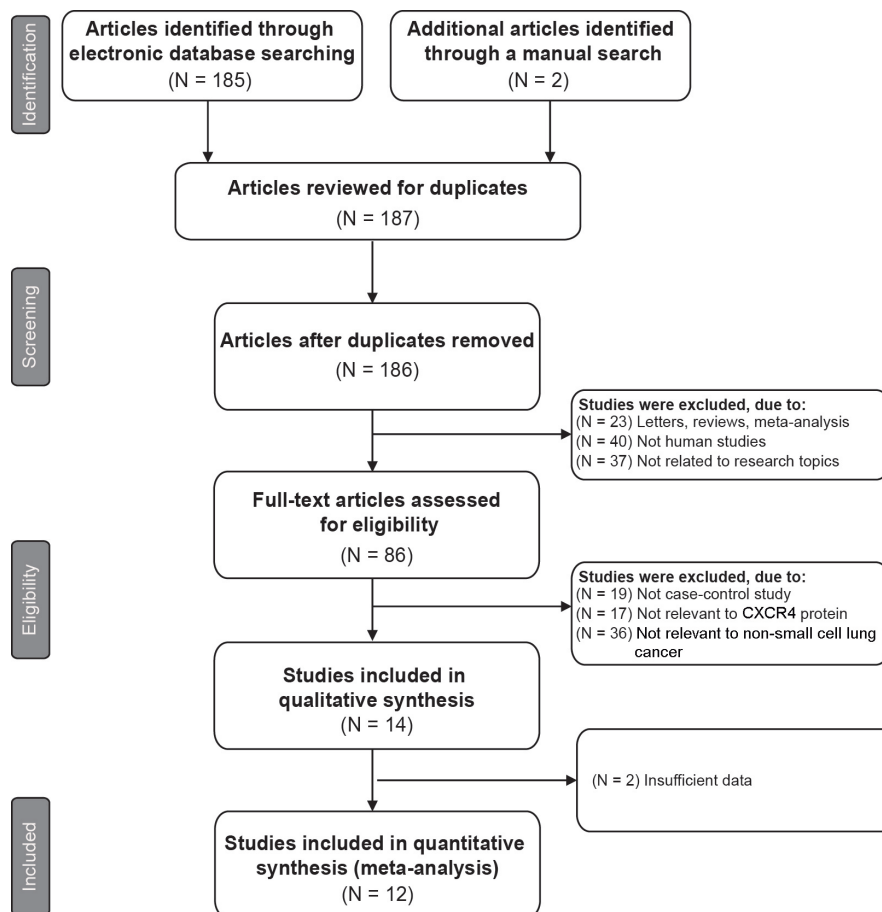 Identification
Articles identified through
electronic database searching
(N = 185)
Additional articles identified
through a manual search
(N = 2)
Articles reviewed for duplicates
(N = 187)
Screening
Articles after duplicates removed
(N = 186)
Studies were excluded, due to:
(N = 23) Letters, reviews, meta-analysis
(N = 40) Not human studies
(N = 37) Not related to research topics
Full-text articles assessed
for eligibility
(N = 86)
Eligibility
Studies were excluded, due to:
(N = 19) Not case-control study
(N = 17) Not relevant to CXCR4 protein
(N = 36) Not relevant to non-small cell lung
cancer
Studies included in
qualitative synthesis
(N = 14)
(N = 2) Insufficient data
Included
Studies included in quantitative
synthesis (meta-analysis)
(N = 12)